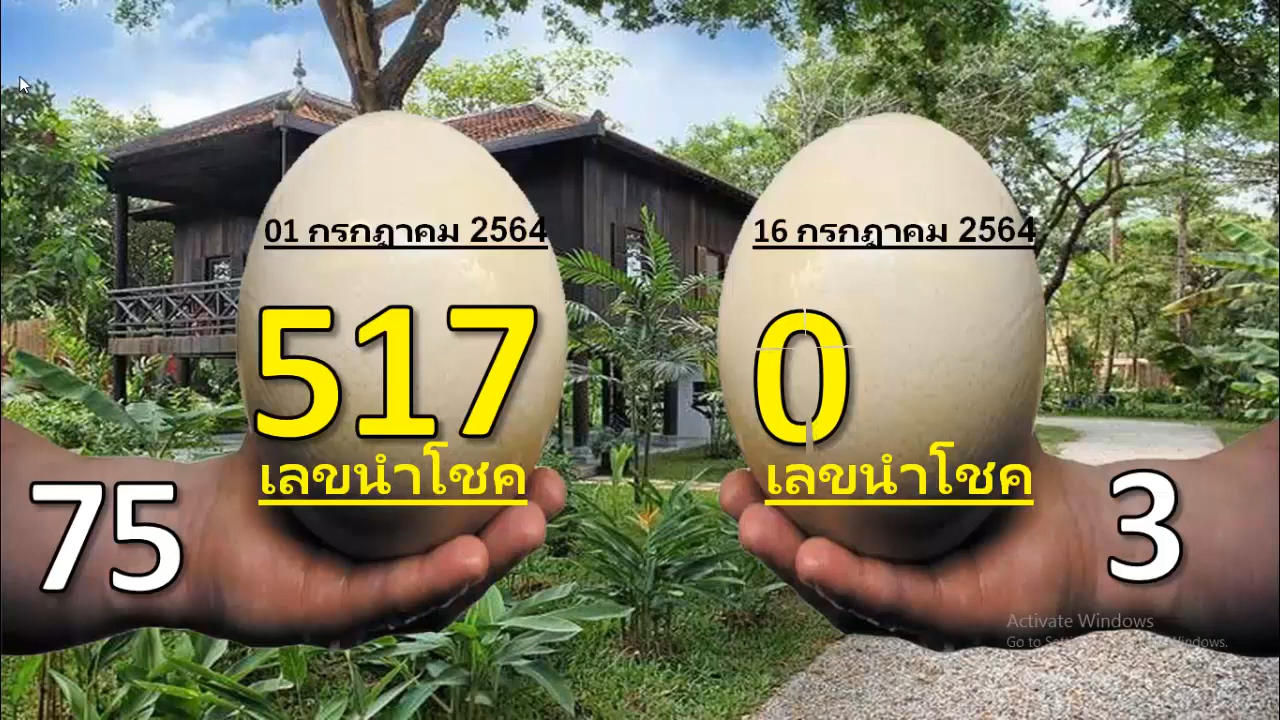 01 กรกฎาคม 2564
517
เลขนำโชค
75
16 กรกฎาคม 2564
0
เลขนำโชค
3
Activate Windows